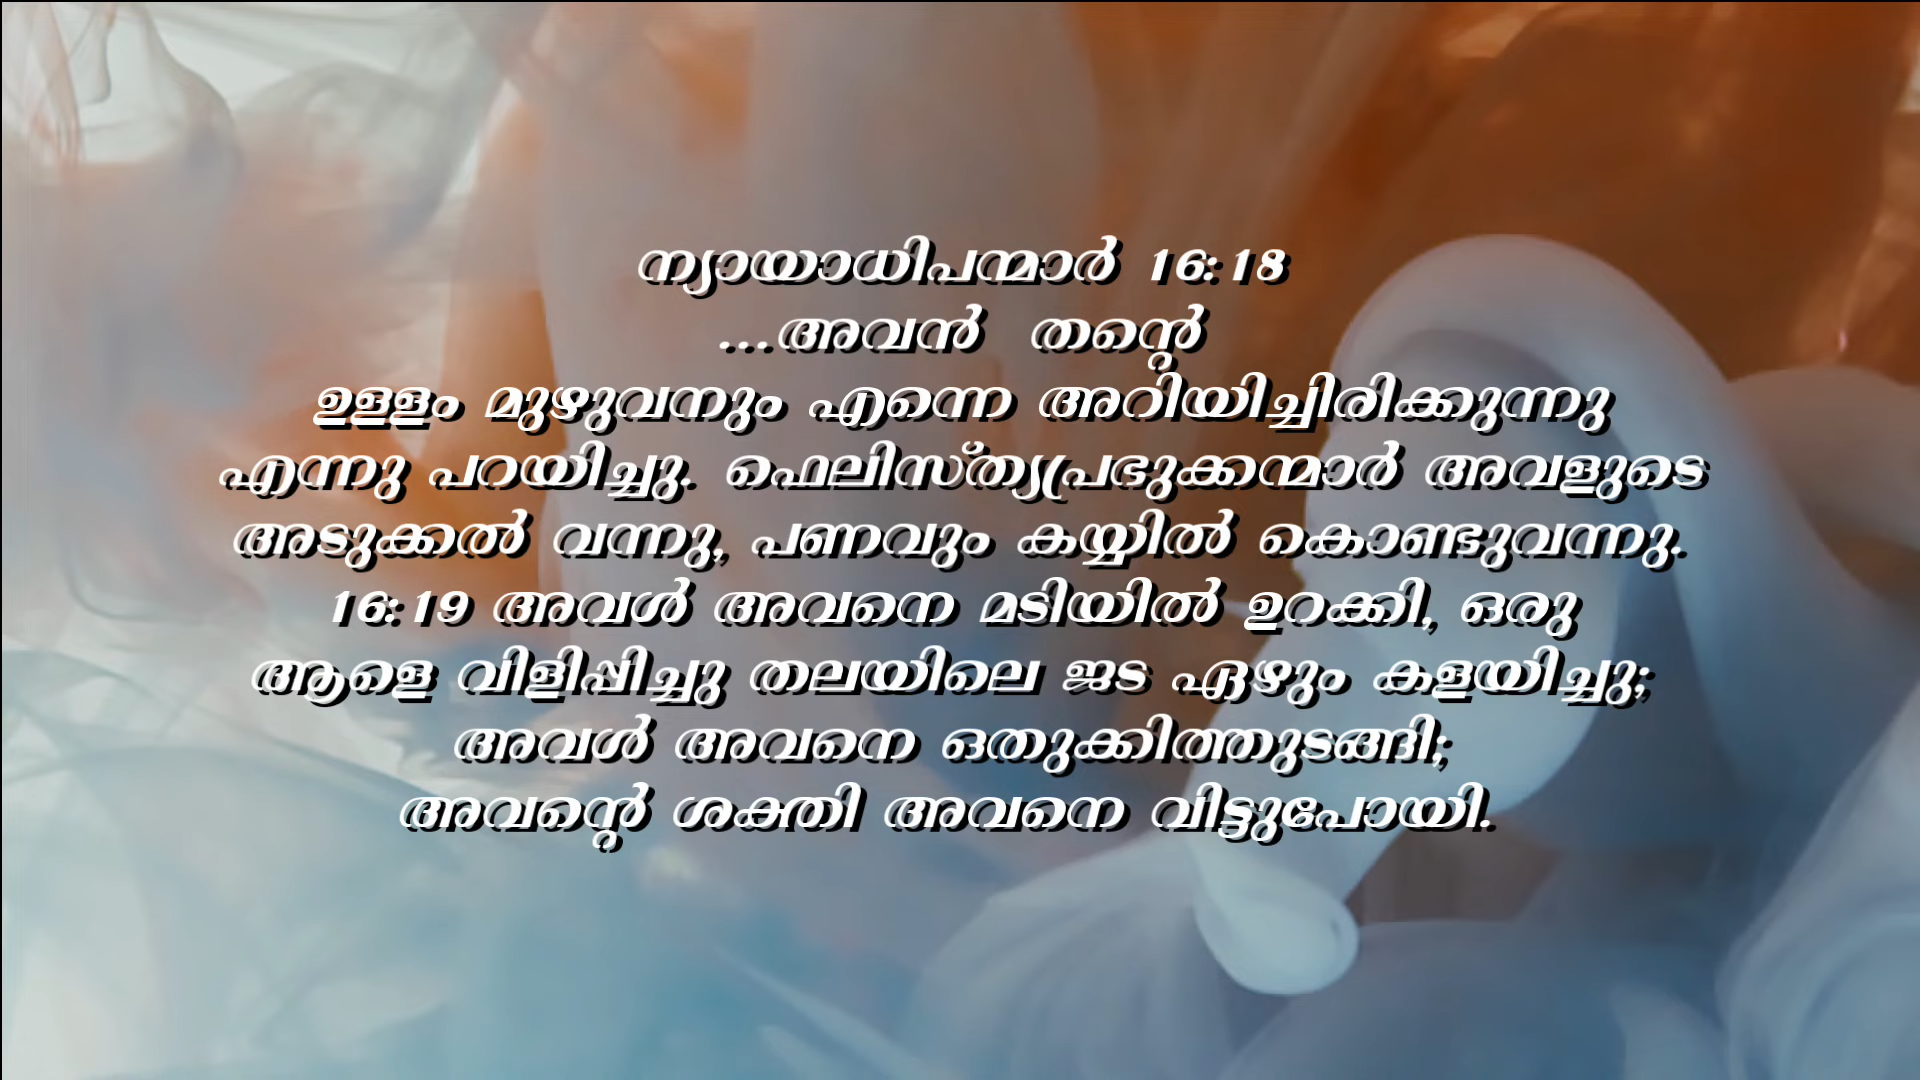 ന്യായാധിപന്മാർ 16:18
...അവൻ തന്റെ
ഉള്ളം മുഴുവനും എന്നെ അറിയിച്ചിരിക്കുന്നു
എന്നു പറയിച്ചു. ഫെലിസ്ത്യപ്രഭുക്കന്മാർ അവളുടെ
അടുക്കൽ വന്നു, പണവും കയ്യിൽ കൊണ്ടുവന്നു.
16:19 അവൾ അവനെ മടിയിൽ ഉറക്കി, ഒരു
ആളെ വിളിപ്പിച്ചു തലയിലെ ജട ഏഴും കളയിച്ചു;
അവൾ അവനെ ഒതുക്കിത്തുടങ്ങി;
അവന്റെ ശക്തി അവനെ വിട്ടുപോയി.